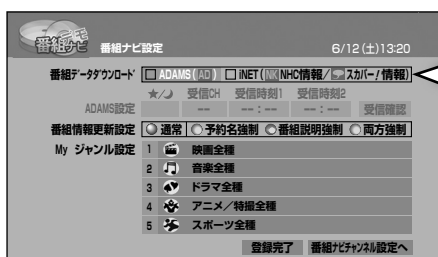 番組ナビ 番組ナビ設定 6/12(土)13:20
番組データダウンロード □ ADAMS(AD) □ iNET(NK NHC情報/スカパー!情報)
★/ 受信CH 受信時刻1 受信時刻2
ADAMS設定 -- --:-- --:-- 受信確認
番組情報更新設定 ○通常 ○予約名強制 ○番組説明強制 ○両方強制
My ジャンル設定 1 映画全種
2 音楽全種
3 ドラマ全種
4 アニメ/特撮全種
5 スポーツ全種
登録完了 番組ナビチャンネル設定へ